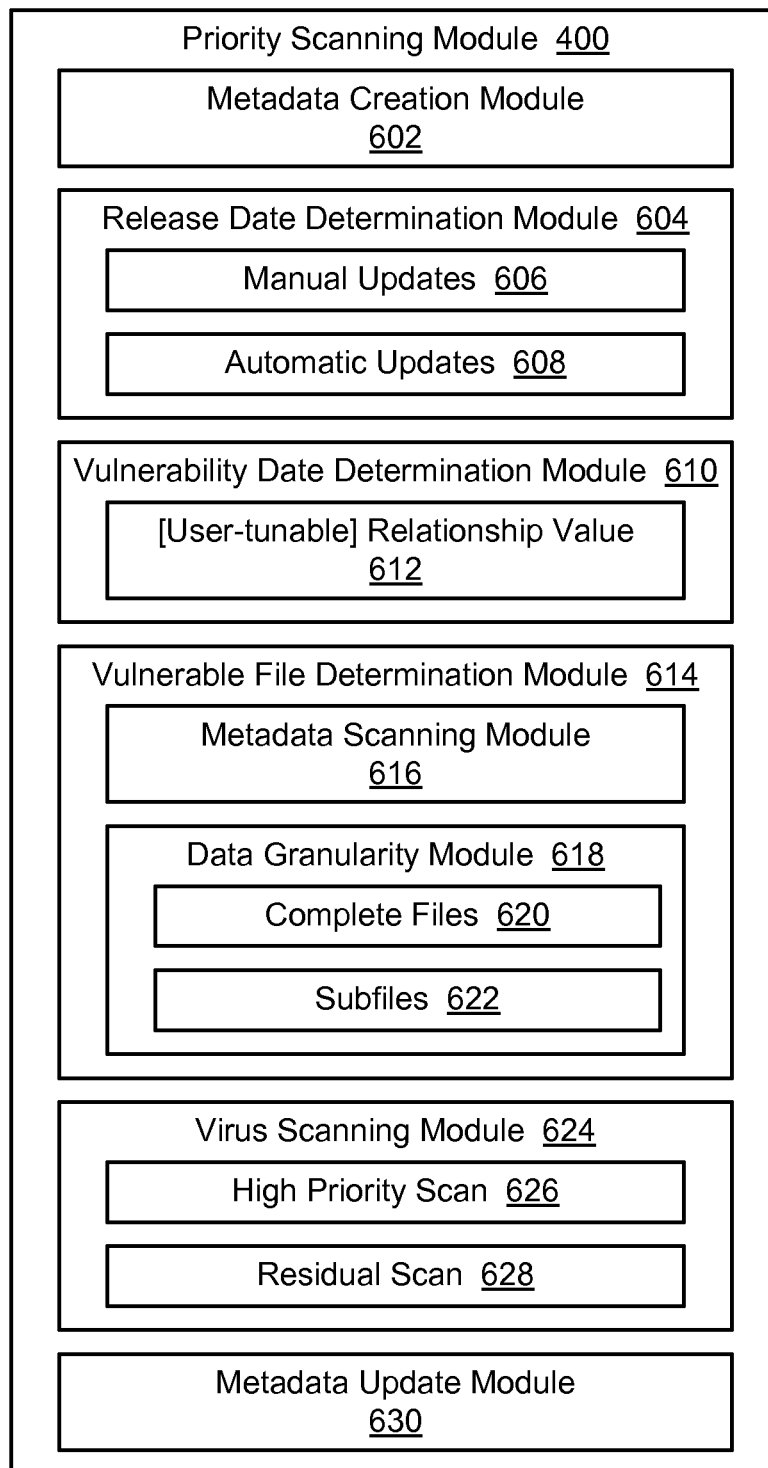 Priority Scanning Module 400
Metadata Creation Module
602
Release Date Determination Module 604
Manual Updates 606
Automatic Updates 608
Vulnerability Date Determination Module 610
[User-tunable] Relationship Value
612
Vulnerable File Determination Module 614
Metadata Scanning Module
616
Data Granularity Module 618
Complete Files 620
Subfiles 622
Virus Scanning Module 624
High Priority Scan 626
Residual Scan 628
Metadata Update Module
630